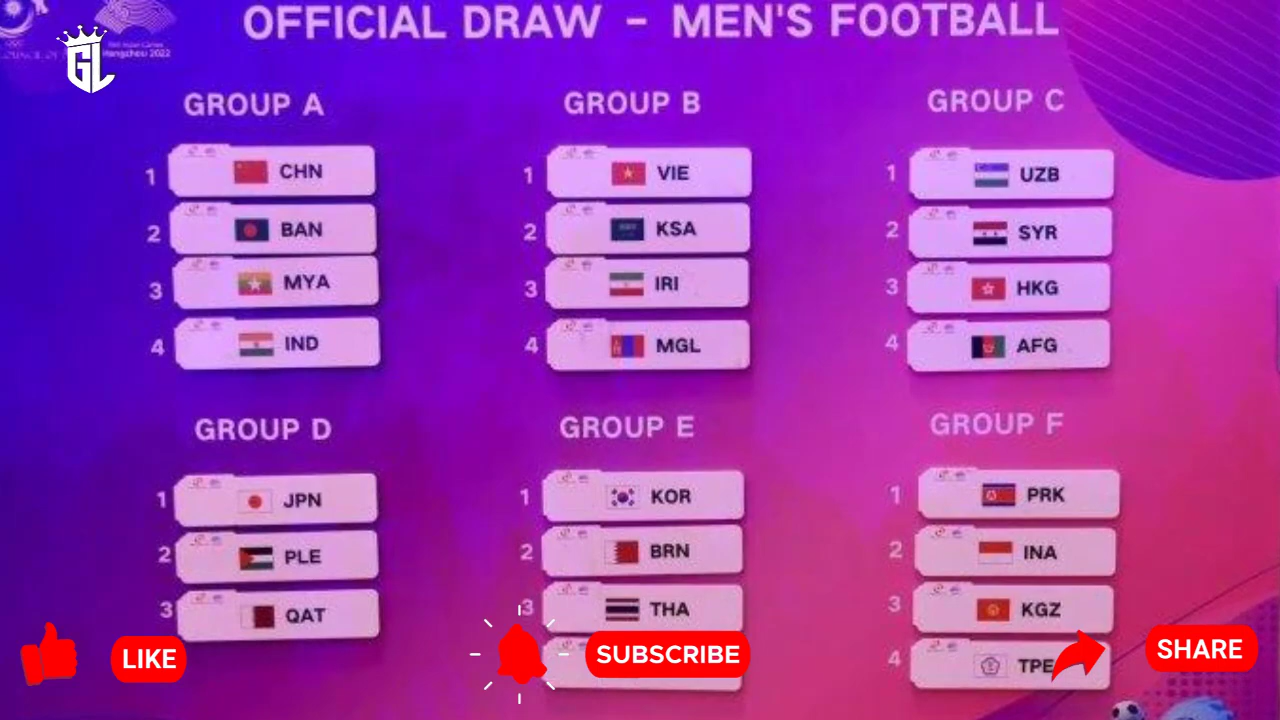 OFFICIAL DRAW - MEN'S FOOTBALL
Hangzhou 2022
GL
GROUP A
1 CHN
2 BAN
3 MYA
4 IND
GROUP B
1 VIE
2 KSA
3 IRI
4 MGL
GROUP C
1 UZB
2 SYR
3 HKG
4 AFG
GROUP D
1 JPN
2 PLE
3 QAT
GROUP E
1 KOR
2 BRN
3 THA
GROUP F
1 PRK
2 INA
3 KGZ
4 TPE
LIKE
SUBSCRIBE
SHARE